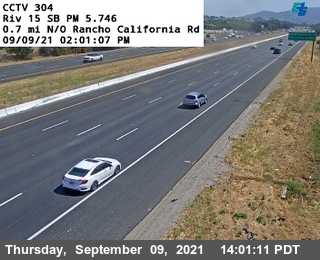 CCTV 304
Riv 15 SB PM 5.746
0.7 mi N/O Rancho California Rd
09/09/21 02:01:07 PM
Thursday, September 09, 2021 14:01:11 PDT